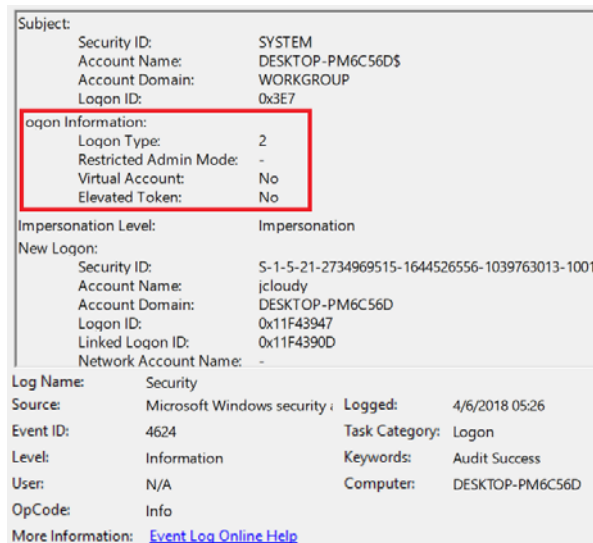 Subject:
Security ID: SYSTEM
Account Name: DESKTOP-PM6C56D$
Account Domain: WORKGROUP
Logon ID: 0x3E7
ogon Information:
Logon Type: 2
Restricted Admin Mode: -
Virtual Account: No
Elevated Token: No
Impersonation Level: Impersonation
New Logon:
Security ID: S-1-5-21-2734969515-1644526556-1039763013-1001
Account Name: jcloudy
Account Domain: DESKTOP-PM6C56D
Logon ID: 0x11F43947
Linked Logon ID: 0x11F4390D
Network Account Name: -
Log Name: Security
Source: Microsoft Windows security a Logged: 4/6/2018 05:26
Event ID: 4624 Task Category: Logon
Level: Information Keywords: Audit Success
User: N/A Computer: DESKTOP-PM6C56D
OpCode: Info
More Information: Event Log Online Help